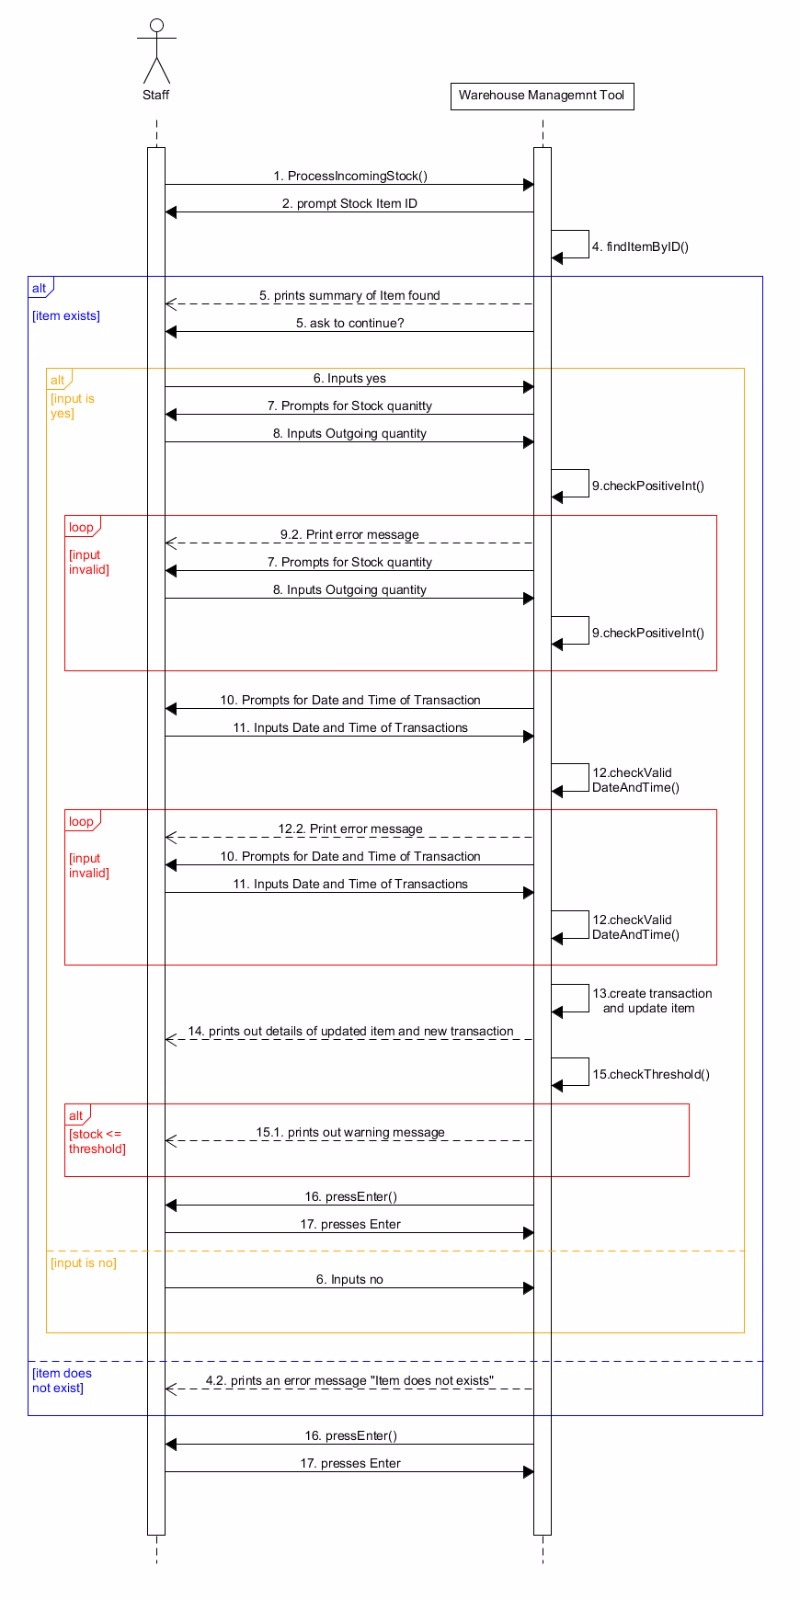 Staff
Warehouse Managemnt Tool
1. ProcessIncomingStock()
2. prompt Stock Item ID
4. findItemByID()
alt
5. prints summary of Item found
[item exists]
5. ask to continue?
alt
6. Inputs yes
[input is
yes]
7. Prompts for Stock quanitty
8. Inputs Outgoing quantity
9.checkPositiveInt()
loop
9.2. Print error message
[input
invalid]
7. Prompts for Stock quantity
8. Inputs Outgoing quantity
9.checkPositiveInt()
10. Prompts for Date and Time of Transaction
11. Inputs Date and Time of Transactions
12.checkValid
DateAndTime()
loop
12.2. Print error message
[input
invalid]
10. Prompts for Date and Time of Transaction
11. Inputs Date and Time of Transactions
12.checkValid
DateAndTime()
13.create transaction
and update item
14. prints out details of updated item and new transaction
15.checkThreshold()
alt
[stock <=
threshold]
15.1. prints out warning message
16. pressEnter()
17. presses Enter
[input is no]
6. Inputs no
[item does
not exist]
4.2. prints an error message "Item does not exists"
16. pressEnter()
17. presses Enter